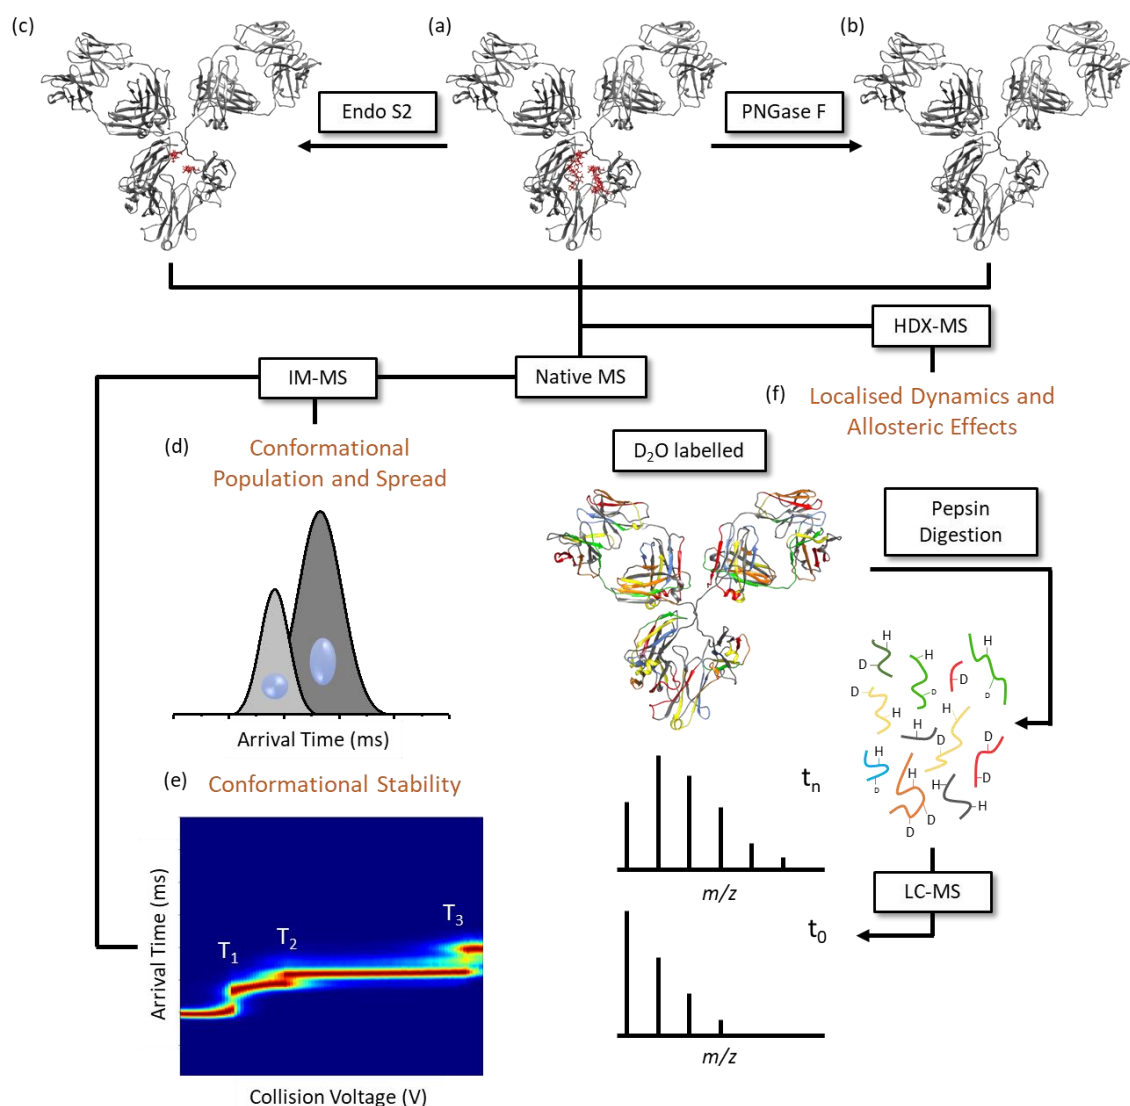 (c)
(a)
(b)
Endo S2
PNGase F
HDX-MS
IM-MS
Native MS
(f)
Localised Dynamics and
Allosteric Effects
(d)
Conformational
Population and Spread
D₂O labelled
Pepsin
Digestion
Arrival Time (ms)
H
D
H
D
H
D
D
D
H
H
D
H
D
H
D
H
D
H
D
D
H
tₙ
m/z
LC-MS
t₀
m/z
(e)
Conformational Stability
Arrival Time (ms)
T₁
T₂
T₃
Collision Voltage (V)